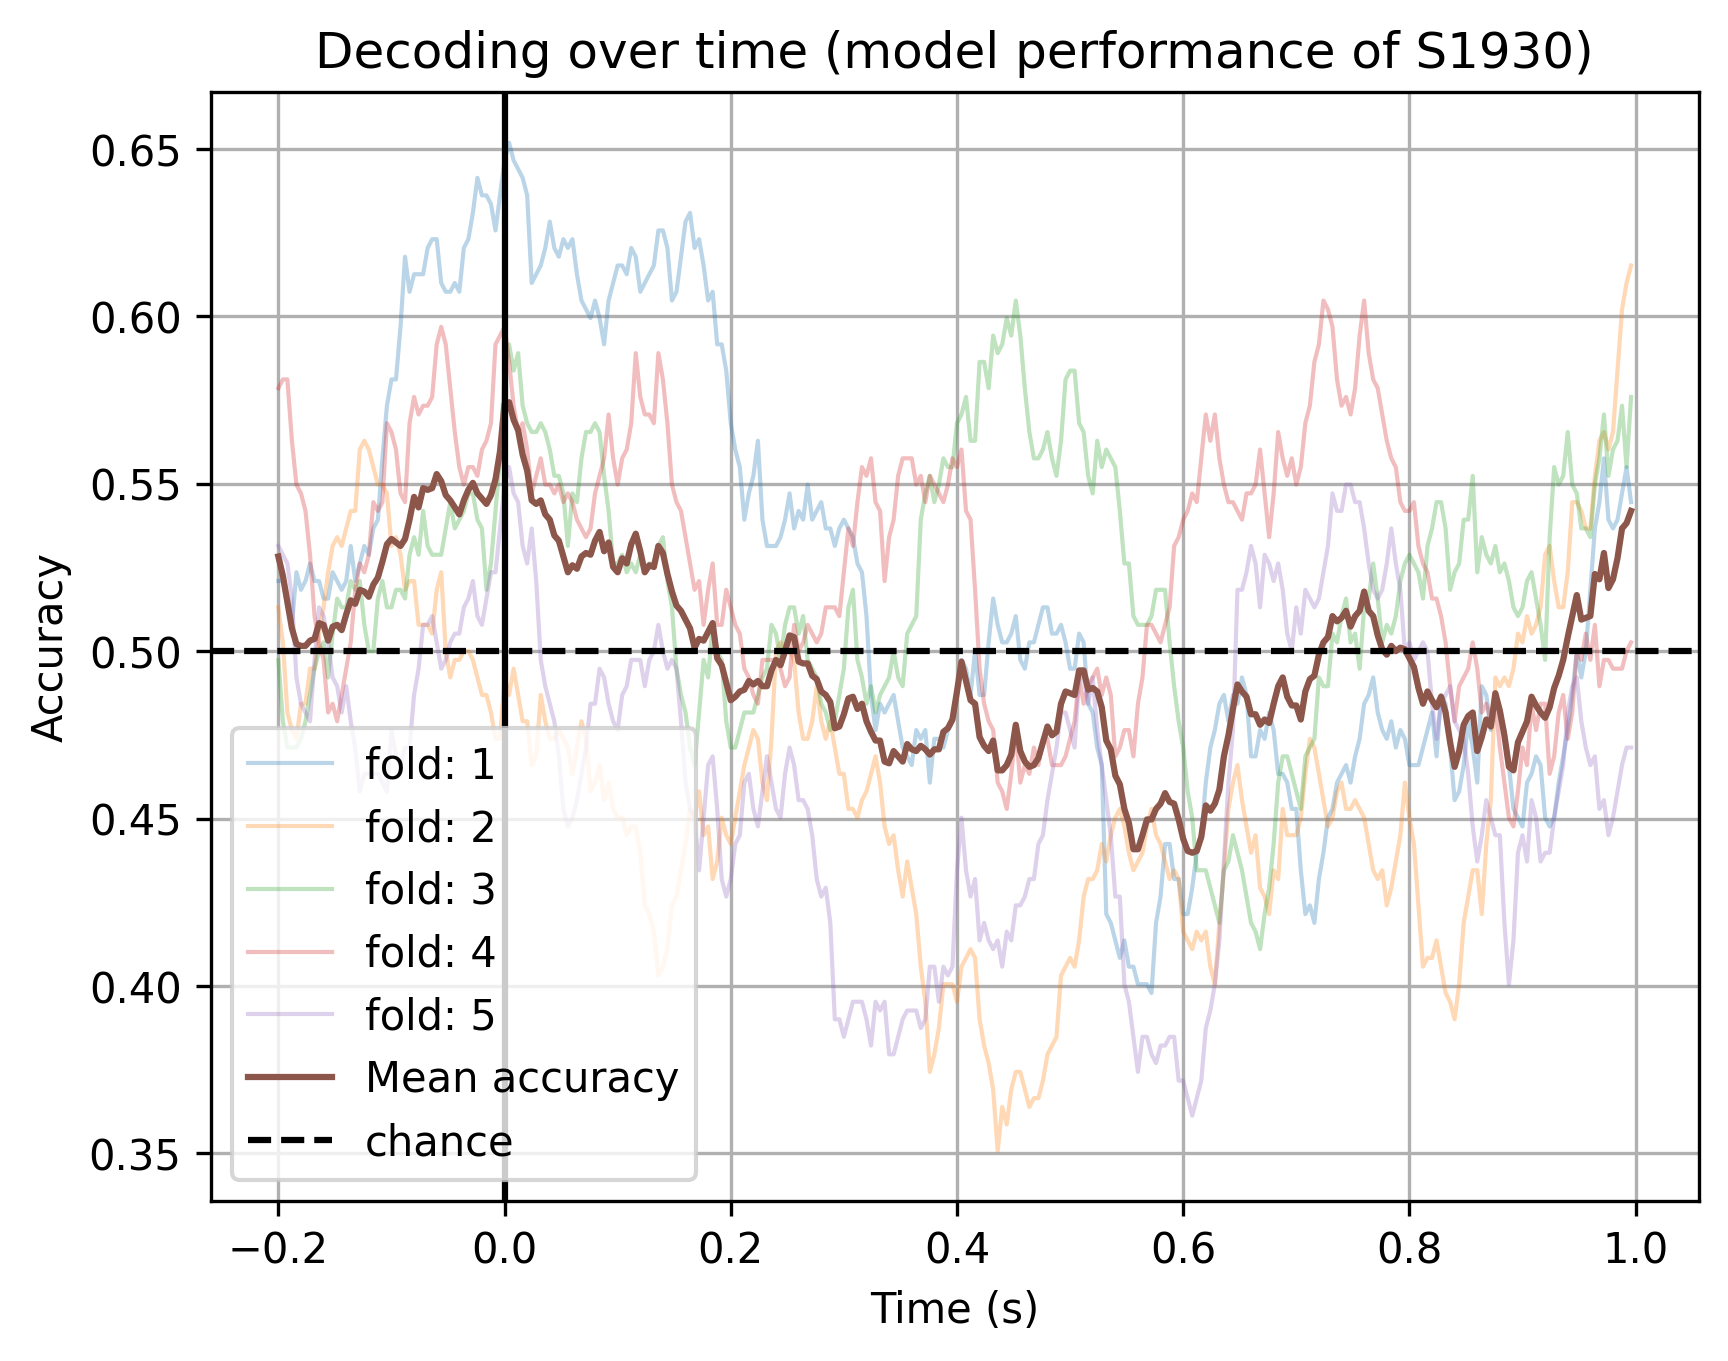 Decoding over time (model performance of S1930)
Accuracy
0.65
0.60
0.55
0.50
0.45
0.40
0.35
fold: 1
fold: 2
fold: 3
fold: 4
fold: 5
Mean accuracy
chance
−0.2 0.0 0.2 0.4 0.6 0.8 1.0
Time (s)